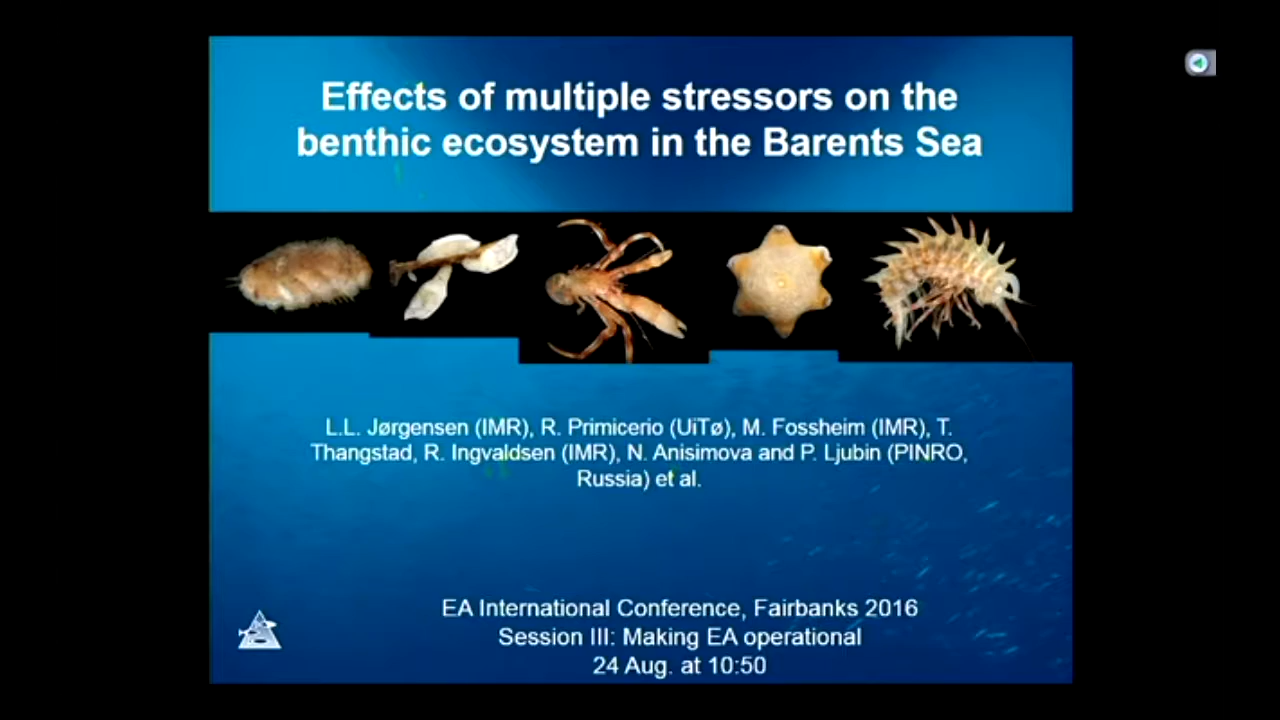 Effects of multiple stressors on the
benthic ecosystem in the Barents Sea
L.L. Jørgensen (IMR), R. Primicerio (UiTø), M. Fossheim (IMR), T.
Thangstad, R. Ingvaldsen (IMR), N. Anisimova and P. Ljubin (PINRO,
Russia) et al.
EA International Conference, Fairbanks 2016
Session III: Making EA operational
24 Aug. at 10:50